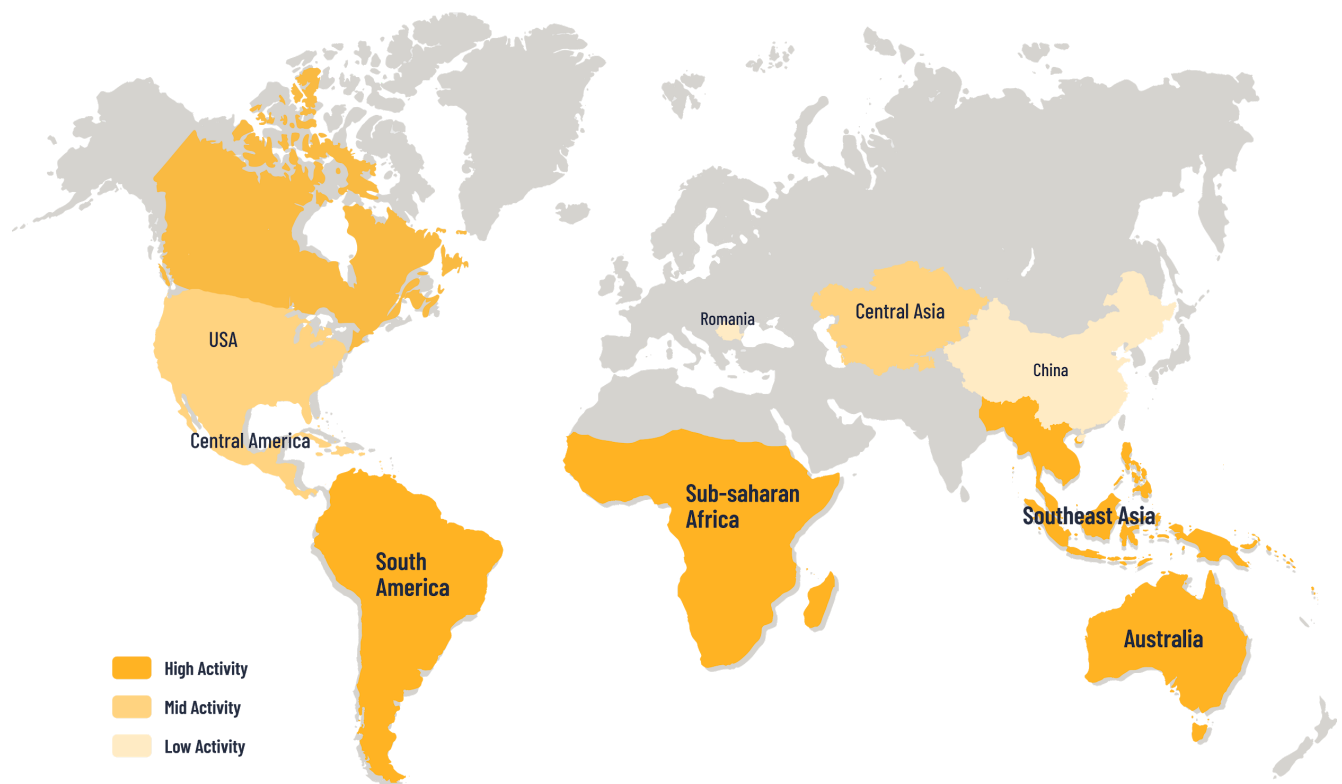 USA
Romania
Central Asia
China
Central America
Sub-saharan
Africa
Southeast Asia
South
America
Australia
High Activity
Mid Activity
Low Activity